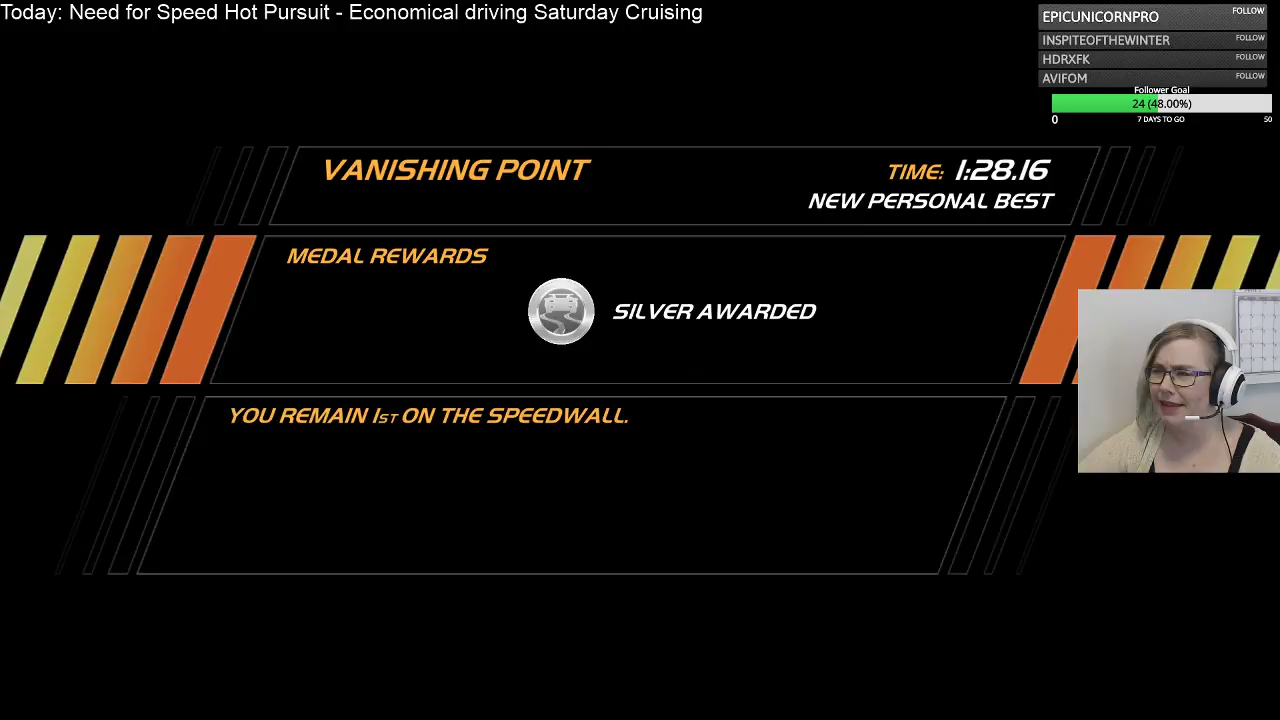 Today: Need for Speed Hot Pursuit - Economical driving Saturday Cruising
EPICUNICORNPRO FOLLOW
INSPITEOFTHEWINTER FOLLOW
HDRXFK FOLLOW
AVIFOM FOLLOW
Follower Goal
24 (48.00%)
0 7 DAYS TO GO 50
VANISHING POINT
TIME: 1:28.16
NEW PERSONAL BEST
MEDAL REWARDS
SILVER AWARDED
YOU REMAIN 1ST ON THE SPEEDWALL.